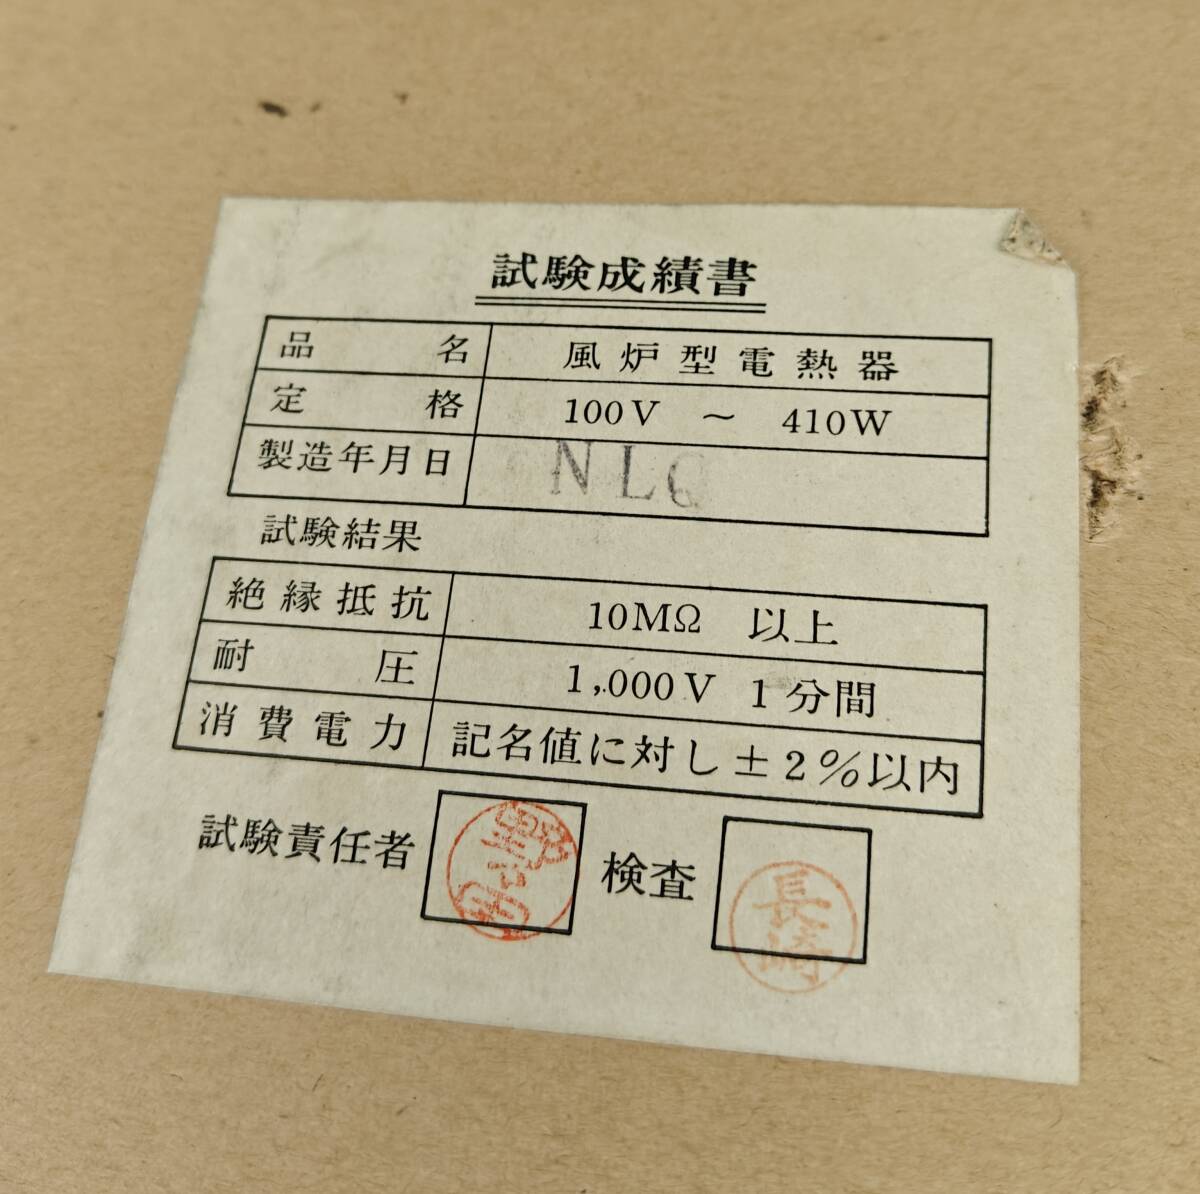 試験成績書
品名 風炉型電熱器
定格 100V ～ 410W
製造年月日 NLQ
試験結果
絶縁抵抗 10MΩ 以上
耐圧 1,000V 1分間
消費電力 記名値に対し±2%以内
試験責任者 検査 長崎